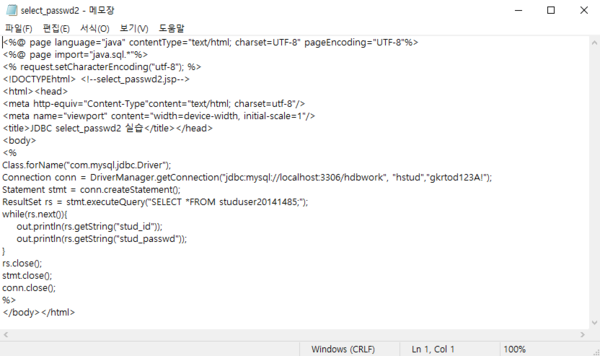 select_passwd2 - 메모장
파일(F) 편집(E) 서식(O) 보기(V) 도움말
<%@ page language="java" contentType="text/html; charset=UTF-8" pageEncoding="UTF-8"%>
<%@ page import="java.sql.*"%>
<% request.setCharacterEncoding("utf-8"); %>
<!DOCTYPEhtml> <!--select_passwd2.jsp-->
<html><head>
<meta http-equiv="Content-Type"content="text/html; charset=utf-8"/>
<meta name="viewport" content="width=device-width, initial-scale=1"/>
<title>JDBC select_passwd2 실습</title></head>
<body>
<%
Class.forName("com.mysql.jdbc.Driver");
Connection conn = DriverManager.getConnection("jdbc:mysql://localhost:3306/hdbwork", "hstud","gkrtod123A!");
Statement stmt = conn.createStatement();
ResultSet rs = stmt.executeQuery("SELECT *FROM studuser20141485;");
while(rs.next()){
out.println(rs.getString("stud_id"));
out.println(rs.getString("stud_passwd"));
}
rs.close();
stmt.close();
conn.close();
%>
</body></html>
Windows (CRLF) Ln 1, Col 1 100%